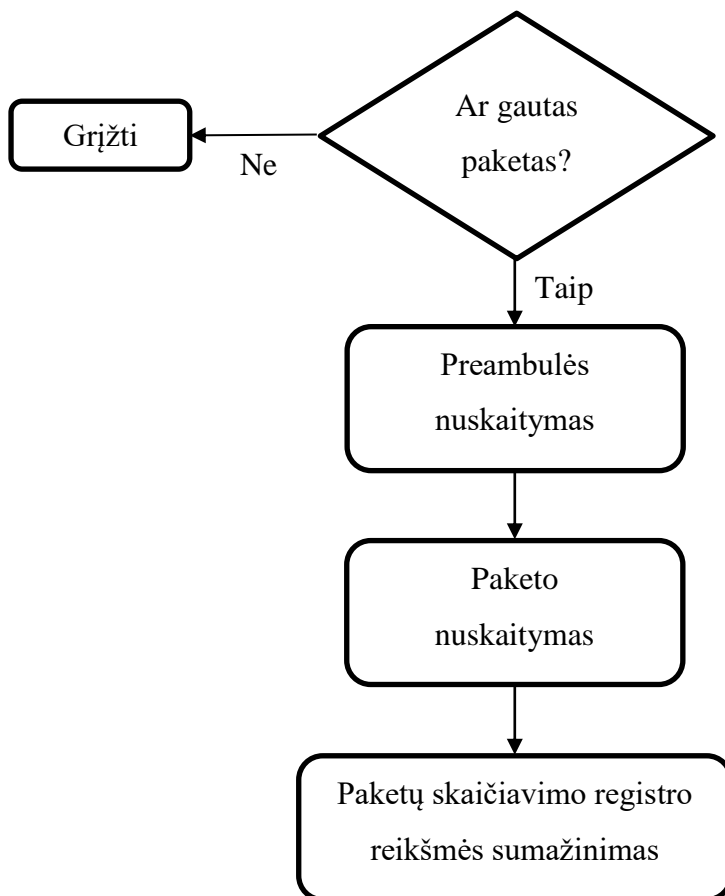 Ar gautas
paketas?
Grįžti
Ne
Taip
Preambulės
nuskaitymas
Paketo
nuskaitymas
Paketų skaičiavimo registro
reikšmės sumažinimas